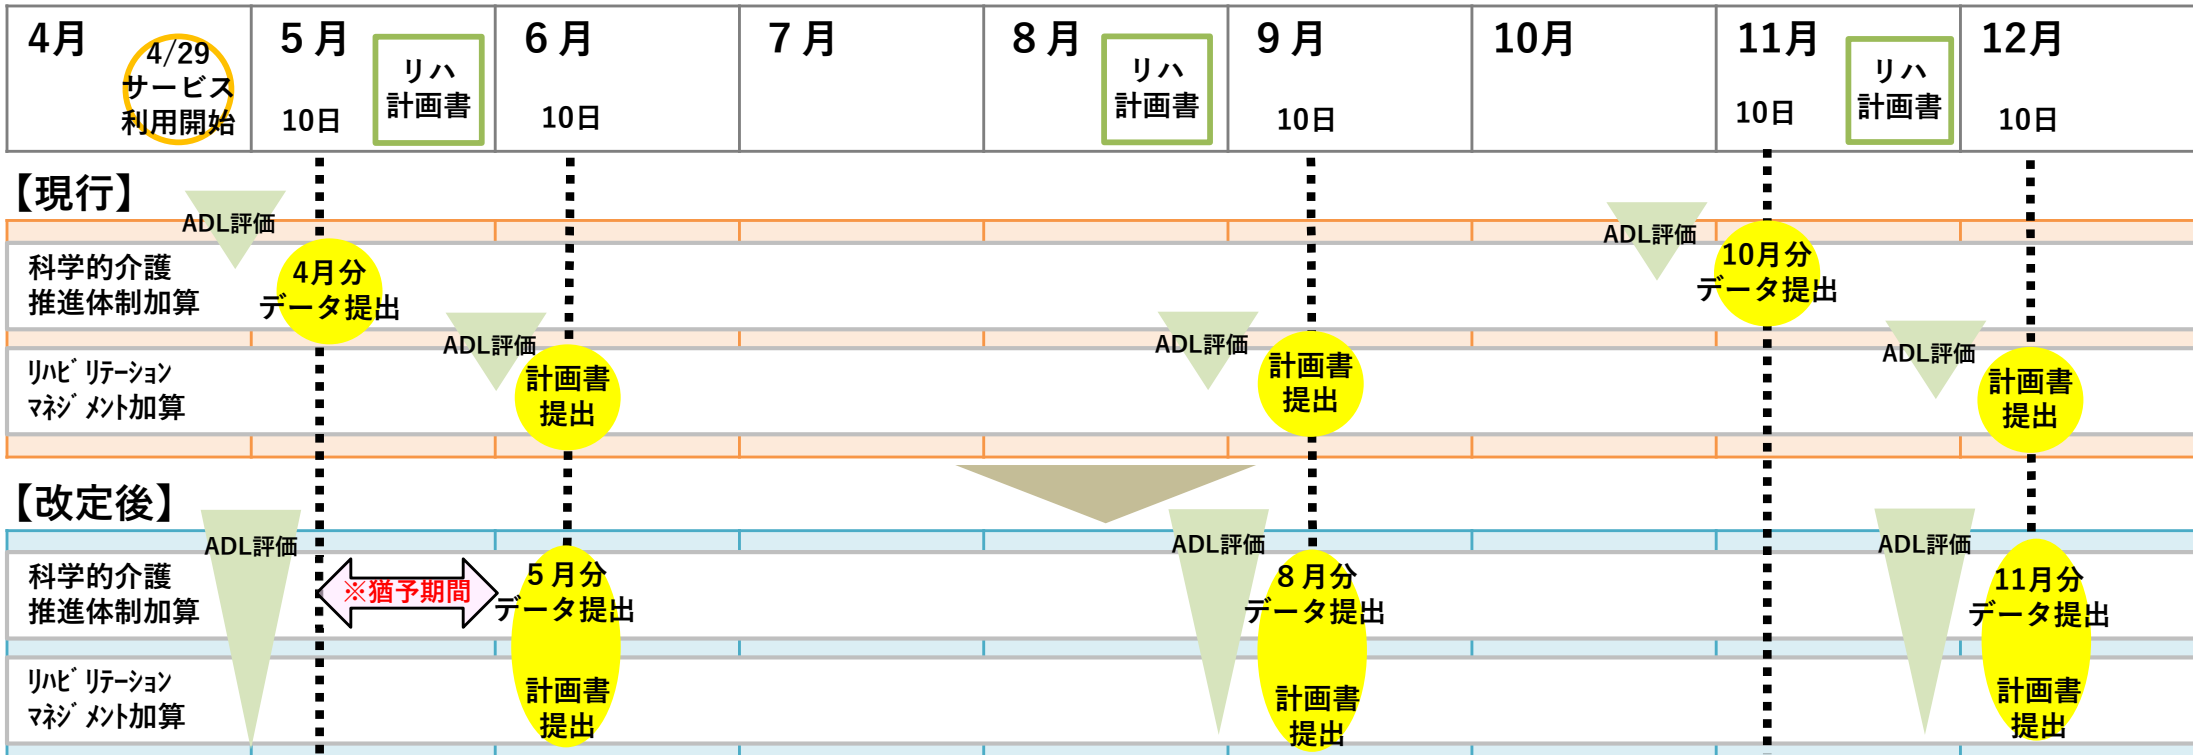 4月
4/29
サービス
利用開始
5月
10日
リハ
計画書
6月
10日
7月
8月
リハ
計画書
9月
10日
10月
11月
10日
リハ
計画書
12月
10日
【現行】
ADL評価
ADL評価
科学的介護
推進体制加算
4月分
データ提出
10月分
データ提出
ADL評価
ADL評価
ADL評価
ﾘﾊﾋﾞﾘﾃｰｼｮﾝ
ﾏﾈｼﾞﾒﾝﾄ加算
計画書
提出
計画書
提出
計画書
提出
【改定後】
ADL評価
ADL評価
ADL評価
科学的介護
推進体制加算
※猶予期間
5月分
データ提出
8月分
データ提出
11月分
データ提出
ﾘﾊﾋﾞﾘﾃｰｼｮﾝ
ﾏﾈｼﾞﾒﾝﾄ加算
計画書
提出
計画書
提出
計画書
提出